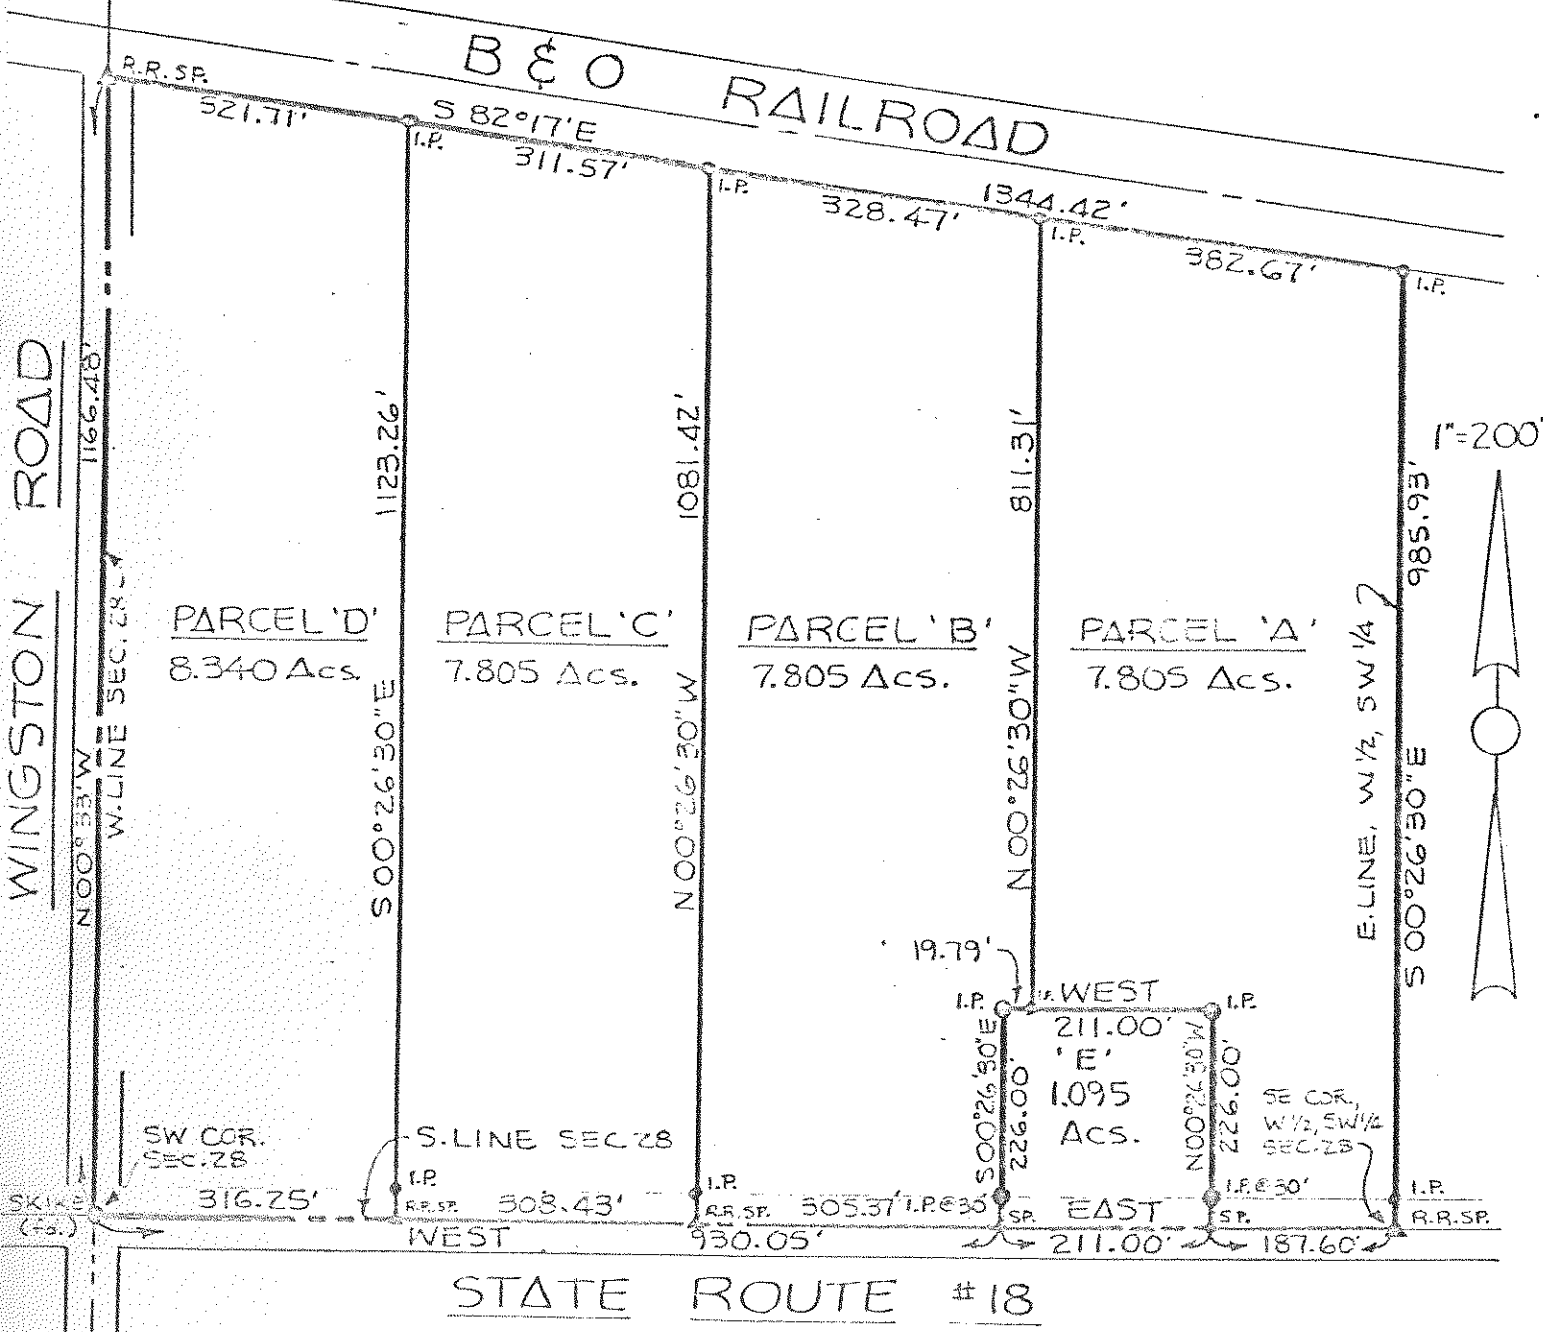 B & O RAILROAD
R.R. SP.
321.71'
S 82°17'E
I.P.
311.57'
I.P.
328.47'
1344.42'
I.P.
382.67'
I.P.
WINGSTON ROAD
1166.48'
N 00°33'W
W. LINE SEC. 28
1123.26'
S 00°26'30"E
1081.42'
N 00°26'30"W
811.31'
N 00°26'30"W
985.93'
S 00°26'30"E
E. LINE, W 1/2, SW 1/4
1"=200'
PARCEL 'D'
8.340 Acs.
PARCEL 'C'
7.805 Acs.
PARCEL 'B'
7.805 Acs.
PARCEL 'A'
7.805 Acs.
19.79'
I.P.
I.P.
WEST
I.P.
211.00'
S 00°26'30"E
226.00'
'E'
1.095
Acs.
N 00°26'30"W
226.00'
SE COR.,
W 1/2, SW 1/4
SEC. 28
SW COR.
SEC. 28
S. LINE SEC 28
SPIKE
(fd.)
316.25'
I.P.
R.R. SP.
308.43'
I.P.
R.R. SP.
305.37'
I.P. @ 30'
SP.
EAST
I.P. @ 30'
SP.
I.P.
R.R. SP.
WEST
930.05'
211.00'
187.60'
STATE ROUTE #18